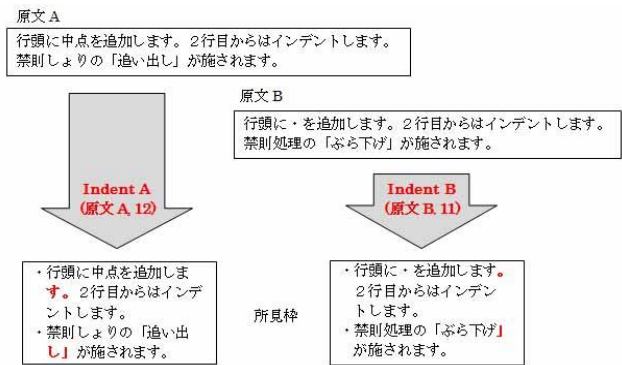 原文A
行頭に中点を追加します。2行目からはインデントします。
禁則しょりの「追い出し」が施されます。
原文B
行頭に・を追加します。2行目からはインデントします。
禁則処理の「ぶら下げ」が施されます。
Indent A
(原文A, 12)
Indent B
(原文B, 11)
・行頭に中点を追加しま
す。2行目からはインデ
ントします。
・禁則しょりの「追い出
し」が施されます。
所見枠
・行頭に・を追加します。
2行目からはインデン
トします。
・禁則処理の「ぶら下げ」
が施されます。